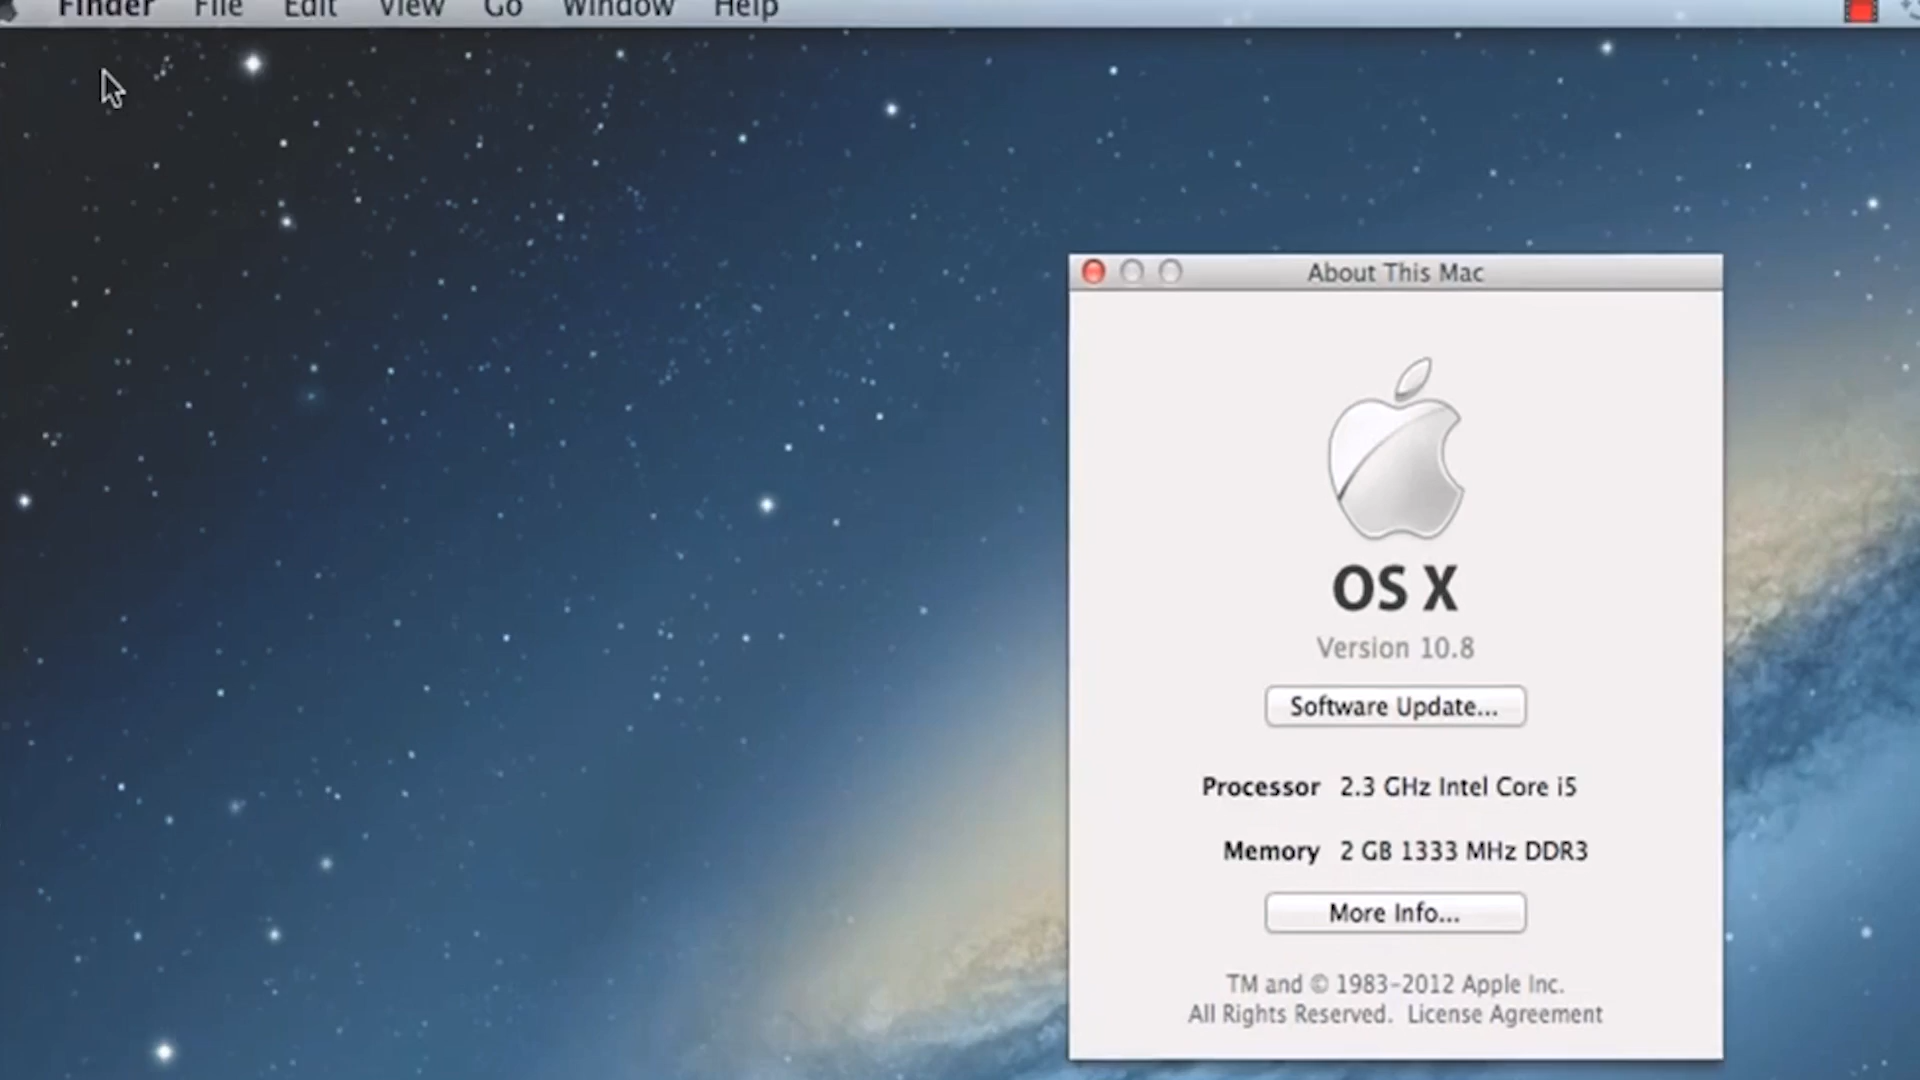 Finder File Edit View Go Window Help
About This Mac
OS X
Version 10.8
Software Update...
Processor 2.3 GHz Intel Core i5
Memory 2 GB 1333 MHz DDR3
More Info...
TM and © 1983-2012 Apple Inc.
All Rights Reserved. License Agreement